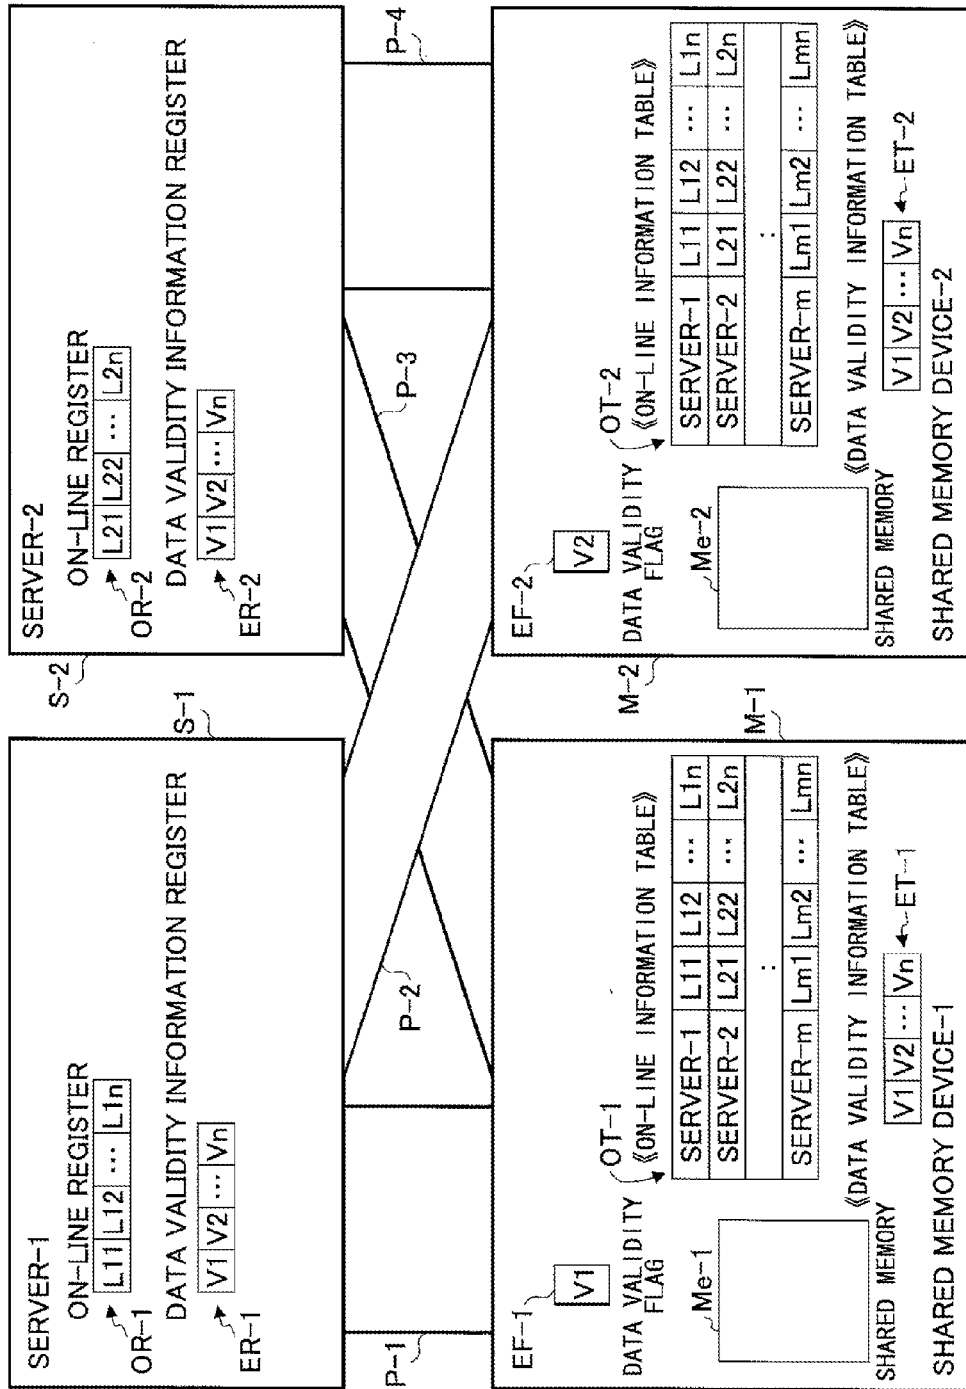 S-1
SERVER-1
ON-LINE REGISTER
L11 L12 ... L1n
OR-1
DATA VALIDITY INFORMATION REGISTER
V1 V2 ... Vn
ER-1
S-2
SERVER-2
ON-LINE REGISTER
L21 L22 ... L2n
OR-2
DATA VALIDITY INFORMATION REGISTER
V1 V2 ... Vn
ER-2
P-1
P-2
P-3
P-4
M-1
EF-1
V1
DATA VALIDITY
FLAG
OT-1
《ON-LINE INFORMATION TABLE》
SERVER-1 L11 L12 ... L1n
SERVER-2 L21 L22 ... L2n
:
SERVER-m Lm1 Lm2 ... Lmn
Me-1
SHARED MEMORY
《DATA VALIDITY INFORMATION TABLE》
V1 V2 ... Vn
ET-1
SHARED MEMORY DEVICE-1
M-2
EF-2
V2
DATA VALIDITY
FLAG
OT-2
《ON-LINE INFORMATION TABLE》
SERVER-1 L11 L12 ... L1n
SERVER-2 L21 L22 ... L2n
:
SERVER-m Lm1 Lm2 ... Lmn
Me-2
SHARED MEMORY
《DATA VALIDITY INFORMATION TABLE》
V1 V2 ... Vn
ET-2
SHARED MEMORY DEVICE-2